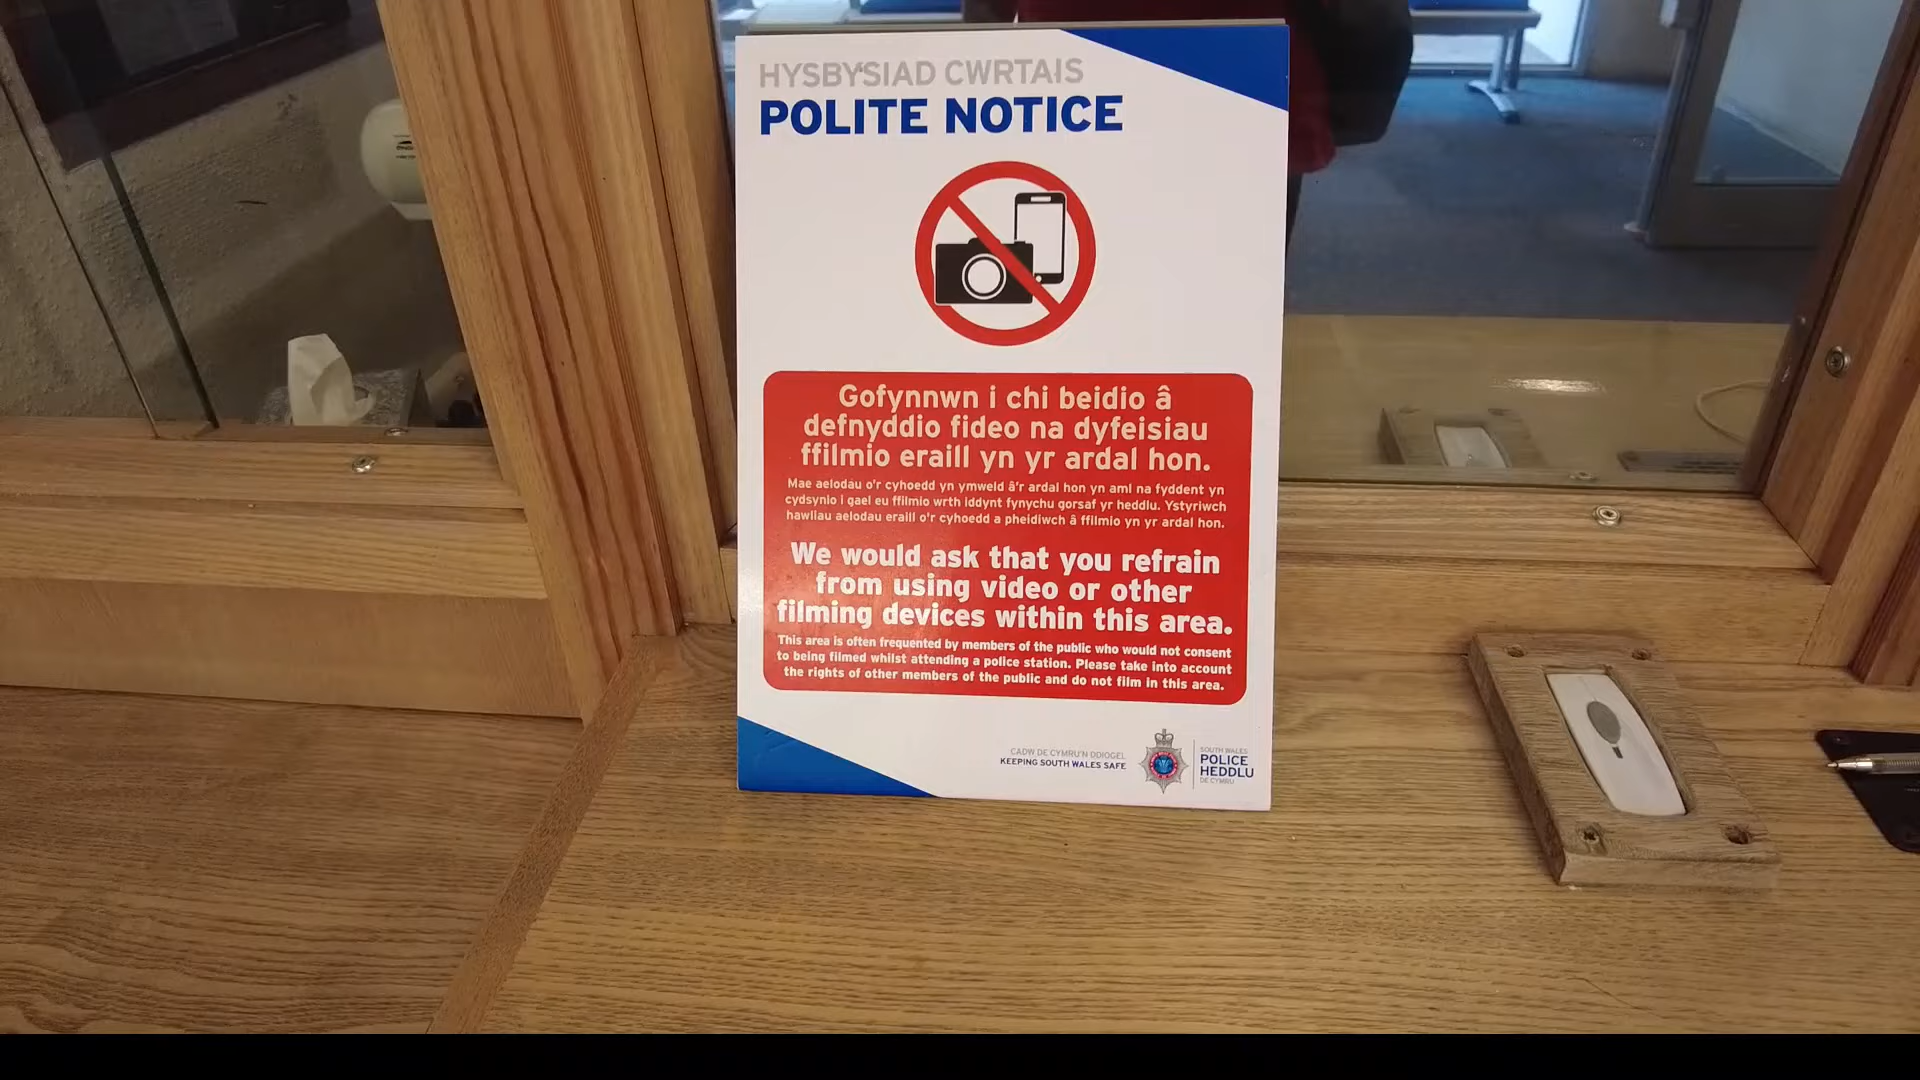 HYSBYSIAD CWRTAIS
POLITE NOTICE
Gofynnwn i chi beidio â
defnyddio fideo na dyfeisiau
ffilmio eraill yn yr ardal hon.
Mae aelodau o'r cyhoedd yn ymweld â'r ardal hon yn aml na fyddent yn
cydsynio i gael eu ffilmio wrth iddynt fynychu gorsaf yr heddlu. Ystyriwch
hawliau aelodau eraill o'r cyhoedd a pheidiwch â ffilmio yn yr ardal hon.
We would ask that you refrain
from using video or other
filming devices within this area.
This area is often frequented by members of the public who would not consent
to being filmed whilst attending a police station. Please take into account
the rights of other members of the public and do not film in this area.
CADW DE CYMRU'N DDIOGEL
KEEPING SOUTH WALES SAFE
SOUTH WALES
POLICE
HEDDLU
DE CYMRU